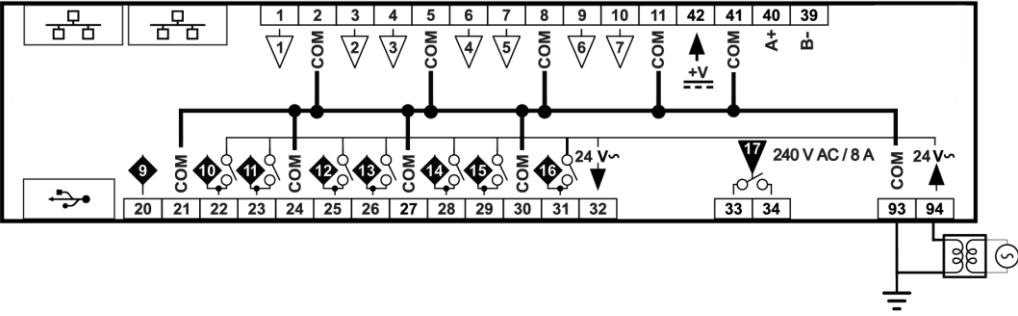 1 2 3 4 5 6 7 8 9 10 11 42 41 40 39
1 COM 2 3 COM 4 5 COM 6 7 COM +V COM A+ B-
9 COM 10 11 COM 12 13 COM 14 15 COM 16 24 V~ 17 240 V AC / 8 A COM 24 V~
20 21 22 23 24 25 26 27 28 29 30 31 32 33 34 93 94